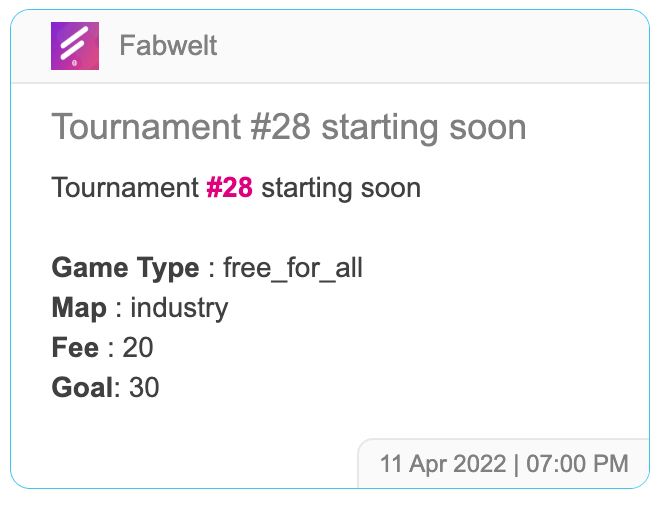 Fabwelt
Tournament #28 starting soon
Tournament #28 starting soon
Game Type : free_for_all
Map : industry
Fee : 20
Goal: 30
11 Apr 2022 | 07:00 PM